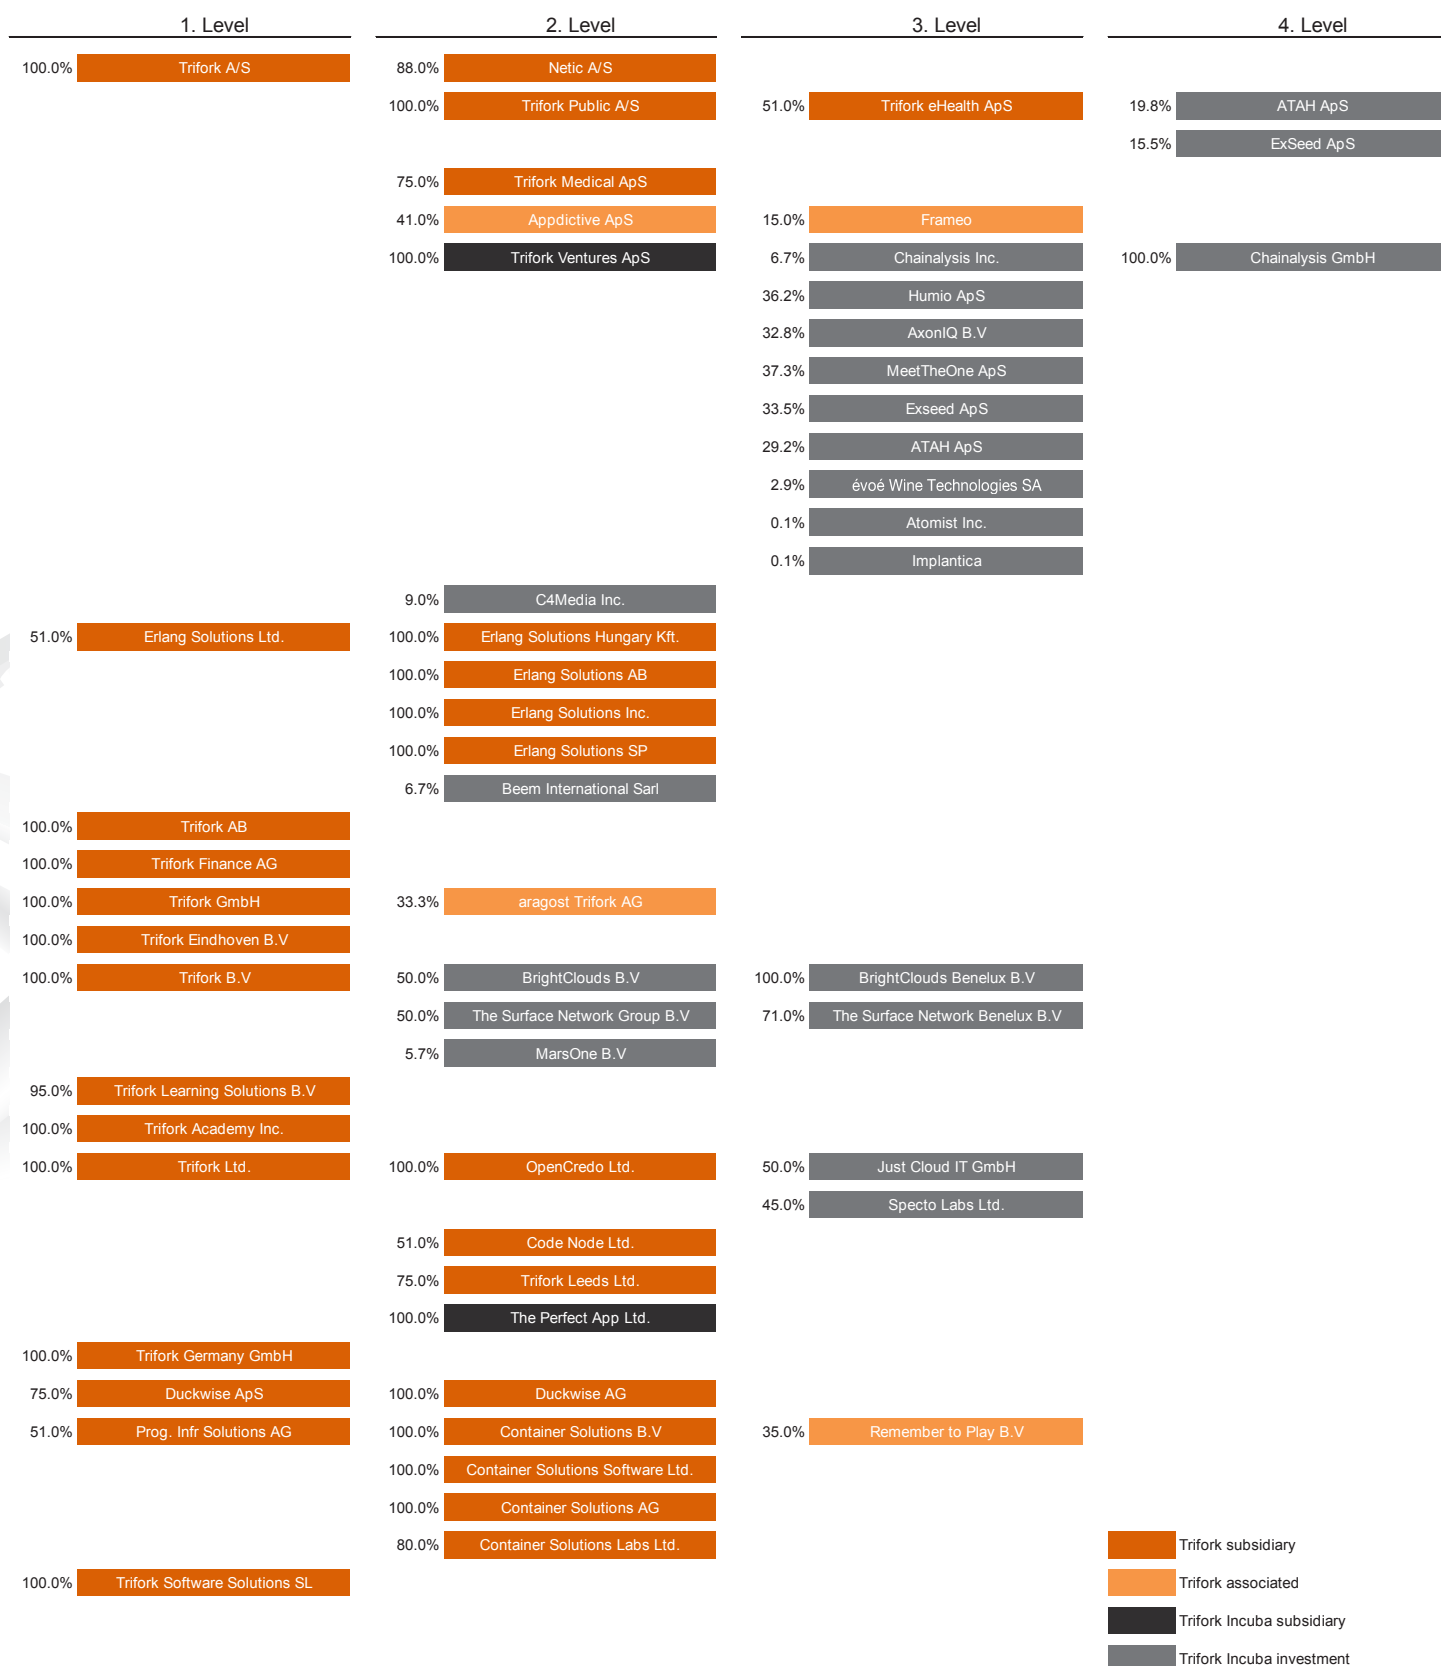 1. Level 2. Level 3. Level 4. Level
100.0% Trifork A/S 88.0% Netic A/S
100.0% Trifork Public A/S 51.0% Trifork eHealth ApS 19.8% ATAH ApS
15.5% ExSeed ApS
75.0% Trifork Medical ApS
41.0% Appdictive ApS 15.0% Frameo
100.0% Trifork Ventures ApS 6.7% Chainalysis Inc. 100.0% Chainalysis GmbH
36.2% Humio ApS
32.8% AxonIQ B.V
37.3% MeetTheOne ApS
33.5% Exseed ApS
29.2% ATAH ApS
2.9% évoé Wine Technologies SA
0.1% Atomist Inc.
0.1% Implantica
9.0% C4Media Inc.
51.0% Erlang Solutions Ltd. 100.0% Erlang Solutions Hungary Kft.
100.0% Erlang Solutions AB
100.0% Erlang Solutions Inc.
100.0% Erlang Solutions SP
6.7% Beem International Sarl
100.0% Trifork AB
100.0% Trifork Finance AG
100.0% Trifork GmbH 33.3% aragost Trifork AG
100.0% Trifork Eindhoven B.V
100.0% Trifork B.V 50.0% BrightClouds B.V 100.0% BrightClouds Benelux B.V
50.0% The Surface Network Group B.V 71.0% The Surface Network Benelux B.V
5.7% MarsOne B.V
95.0% Trifork Learning Solutions B.V
100.0% Trifork Academy Inc.
100.0% Trifork Ltd. 100.0% OpenCredo Ltd. 50.0% Just Cloud IT GmbH
45.0% Specto Labs Ltd.
51.0% Code Node Ltd.
75.0% Trifork Leeds Ltd.
100.0% The Perfect App Ltd.
100.0% Trifork Germany GmbH
75.0% Duckwise ApS 100.0% Duckwise AG
51.0% Prog. Infr Solutions AG 100.0% Container Solutions B.V 35.0% Remember to Play B.V
100.0% Container Solutions Software Ltd.
100.0% Container Solutions AG
80.0% Container Solutions Labs Ltd.
Trifork subsidiary
100.0% Trifork Software Solutions SL Trifork associated
Trifork Incuba subsidiary
Trifork Incuba investment